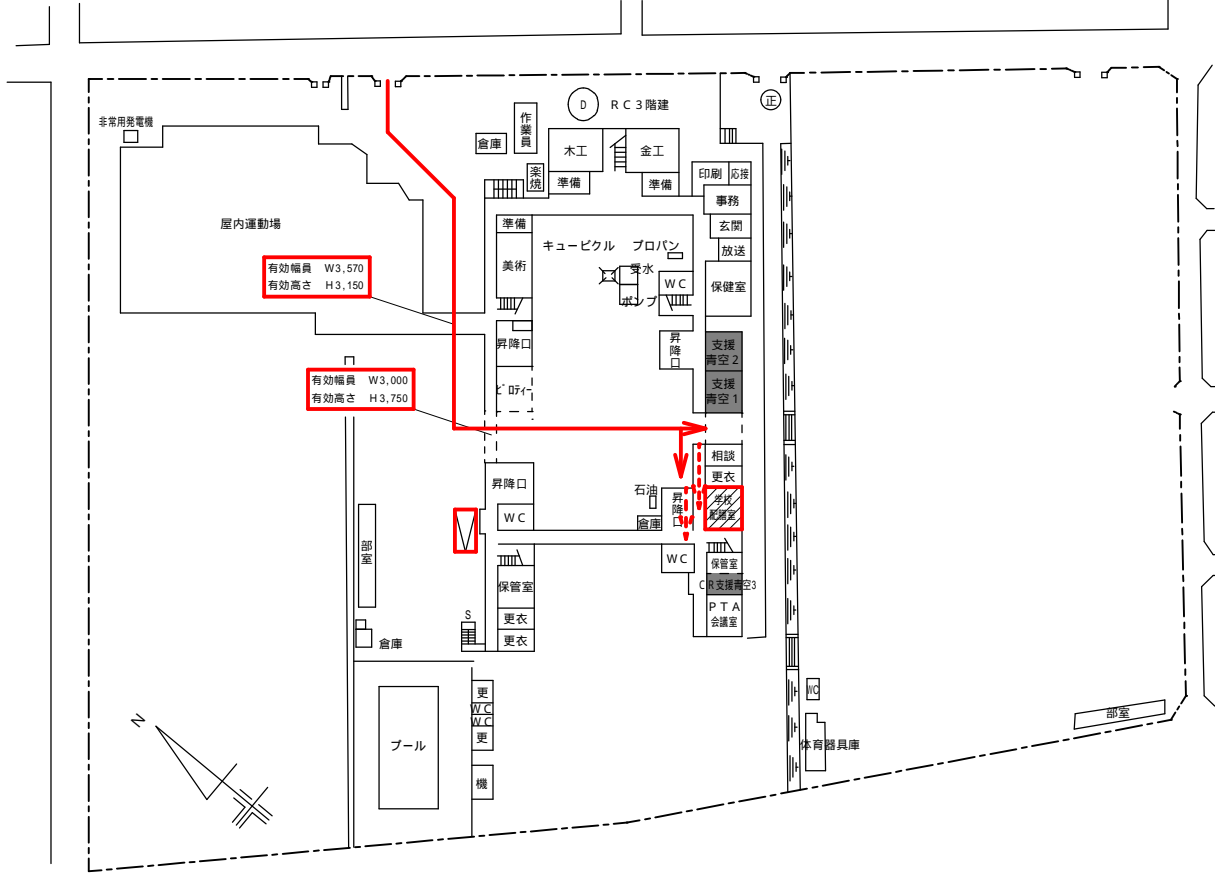 D
ＲＣ３階建
正
非常用発電機
作業員
倉庫
木工
金工
楽焼
準備
準備
印刷
応接
事務
屋内運動場
準備
玄関
キュービクル
プロパン
放送
美術
受水
ＷＣ
保健室
有効幅員 W3,570
有効高さ H3,150
ポンプ
昇降口
昇降口
支援
青空２
有効幅員 W3,000
有効高さ H3,750
ピロティー
支援
青空１
相談
更衣
昇降口
石油
昇降口
学校
配膳室
ＷＣ
倉庫
部室
ＷＣ
保管室
保管室
ＣＲ支援青空3
更衣
ＰＴＡ
会議室
S
更衣
倉庫
更
ＷＣ
ＷＣ
更
WC
部室
N
プール
体育器具庫
機